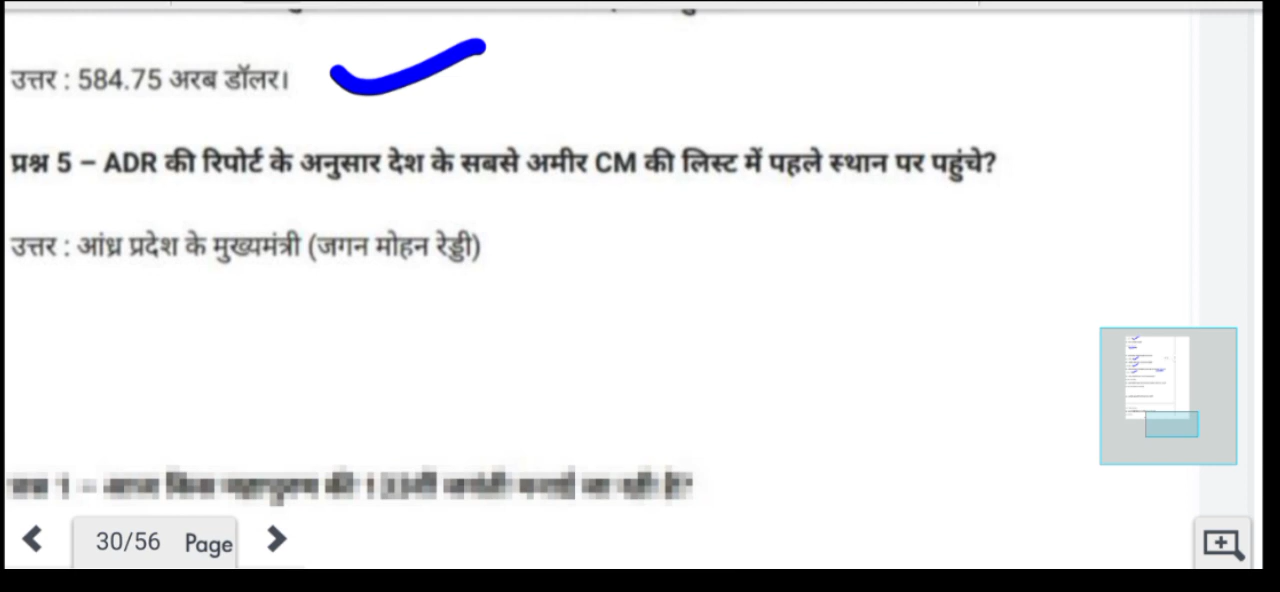 उत्तर : 584.75 अरब डॉलर।
प्रश्न 5 – ADR की रिपोर्ट के अनुसार देश के सबसे अमीर CM की लिस्ट में पहले स्थान पर पहुंचे?
उत्तर : आंध्र प्रदेश के मुख्यमंत्री (जगन मोहन रेड्डी)
30/56 Page